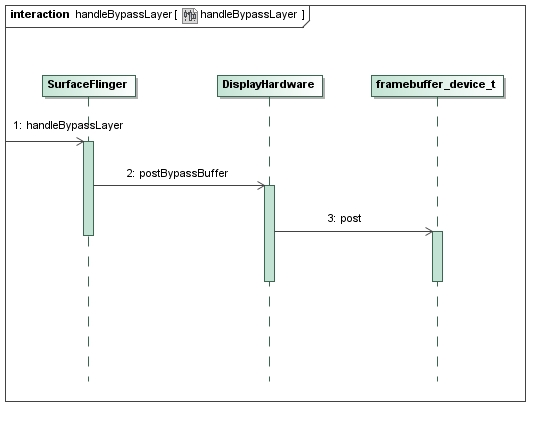 interaction handleBypassLayer [ handleBypassLayer ]
SurfaceFlinger DisplayHardware framebuffer_device_t
1: handleBypassLayer
2: postBypassBuffer
3: post